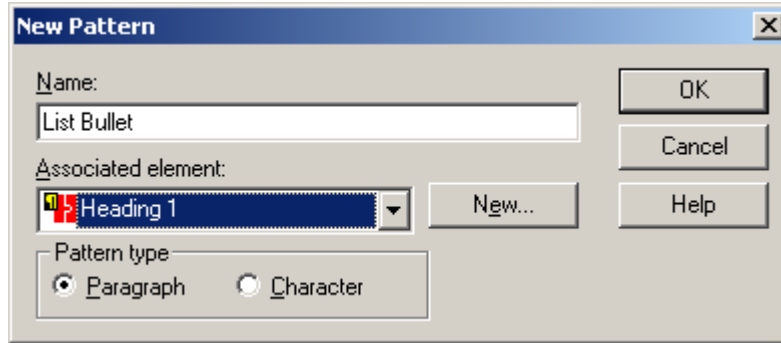 New Pattern
Name:
OK
List Bullet
Cancel
Associated element:
Heading 1
New...
Help
Pattern type
Paragraph
Character